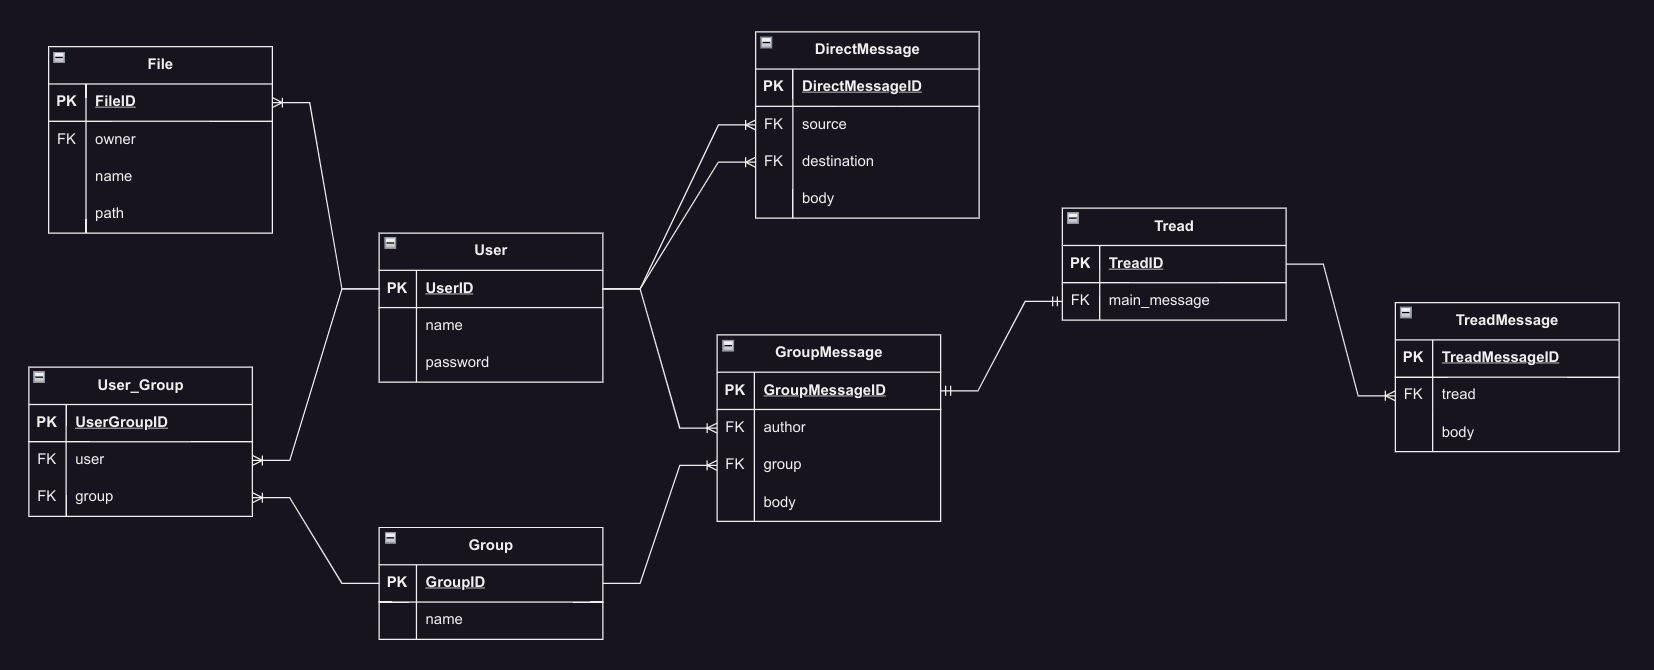 File
PK FileID
FK owner
name
path
User_Group
PK UserGroupID
FK user
FK group
User
PK UserID
name
password
Group
PK GroupID
name
DirectMessage
PK DirectMessageID
FK source
FK destination
body
GroupMessage
PK GroupMessageID
FK author
FK group
body
Tread
PK TreadID
FK main_message
TreadMessage
PK TreadMessageID
FK tread
body